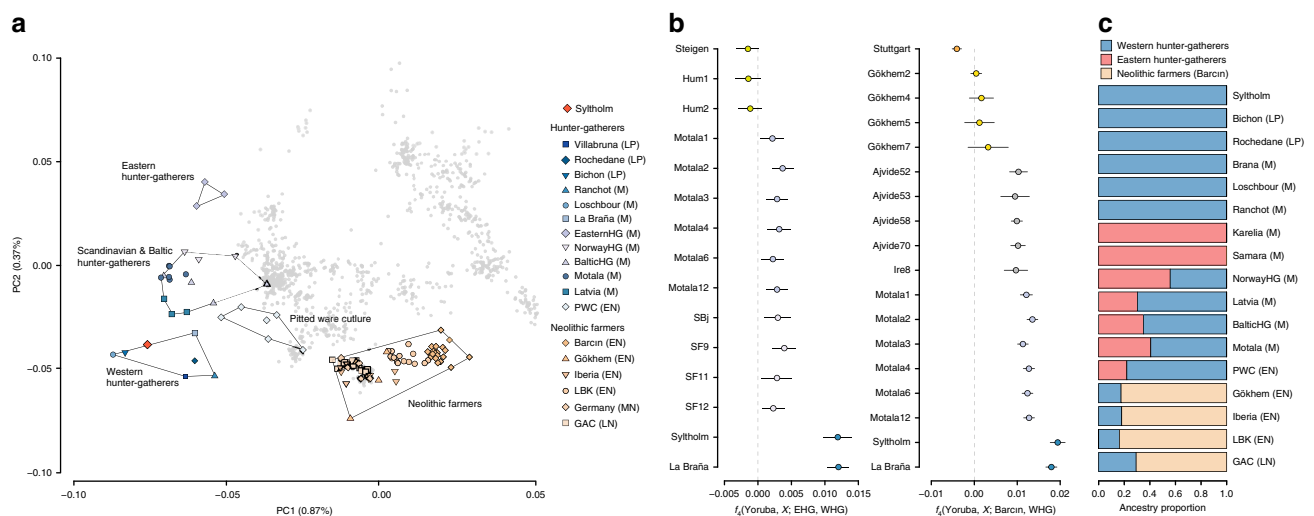 a
0.10
0.05
0.00
−0.05
−0.10
PC2 (0.37%)
−0.10
−0.05
0.00
0.05
PC1 (0.87%)
Eastern
hunter-gatherers
Scandinavian & Baltic
hunter-gatherers
Pitted ware cutlure
Western
hunter-gatherers
Neolithic farmers
Syltholm
Hunter-gatherers
Villabruna (LP)
Rochedane (LP)
Bichon (LP)
Ranchot (M)
Loschbour (M)
La Braña (M)
EasternHG (M)
NorwayHG (M)
BalticHG (M)
Motala (M)
Latvia (M)
PWC (EN)
Neolithic farmers
Barcın (EN)
Gökhem (EN)
Iberia (EN)
LBK (EN)
Germany (MN)
GAC (LN)
b
Steigen
Hum1
Hum2
Motala1
Motala2
Motala3
Motala4
Motala6
Motala12
SBj
SF9
SF11
SF12
Syltholm
La Braña
−0.005
0.000
0.005
0.010
0.015
f4(Yoruba, X; EHG, WHG)
Stuttgart
Gökhem2
Gökhem4
Gökhem5
Gökhem7
Ajvide52
Ajvide53
Ajvide58
Ajvide70
Ire8
Motala1
Motala2
Motala3
Motala4
Motala6
Motala12
Syltholm
La Braña
−0.01
0.00
0.01
0.02
f4(Yoruba, X; Barcın, WHG)
c
Western hunter-gatherers
Eastern hunter-gatherers
Neolithic farmers (Barcın)
Syltholm
Bichon (LP)
Rochedane (LP)
Brana (M)
Loschbour (M)
Ranchot (M)
Karelia (M)
Samara (M)
NorwayHG (M)
Latvia (M)
BalticHG (M)
Motala (M)
PWC (EN)
Gökhem (EN)
Iberia (EN)
LBK (EN)
GAC (LN)
0.0 0.2 0.4 0.6 0.8 1.0
Ancestry proportion